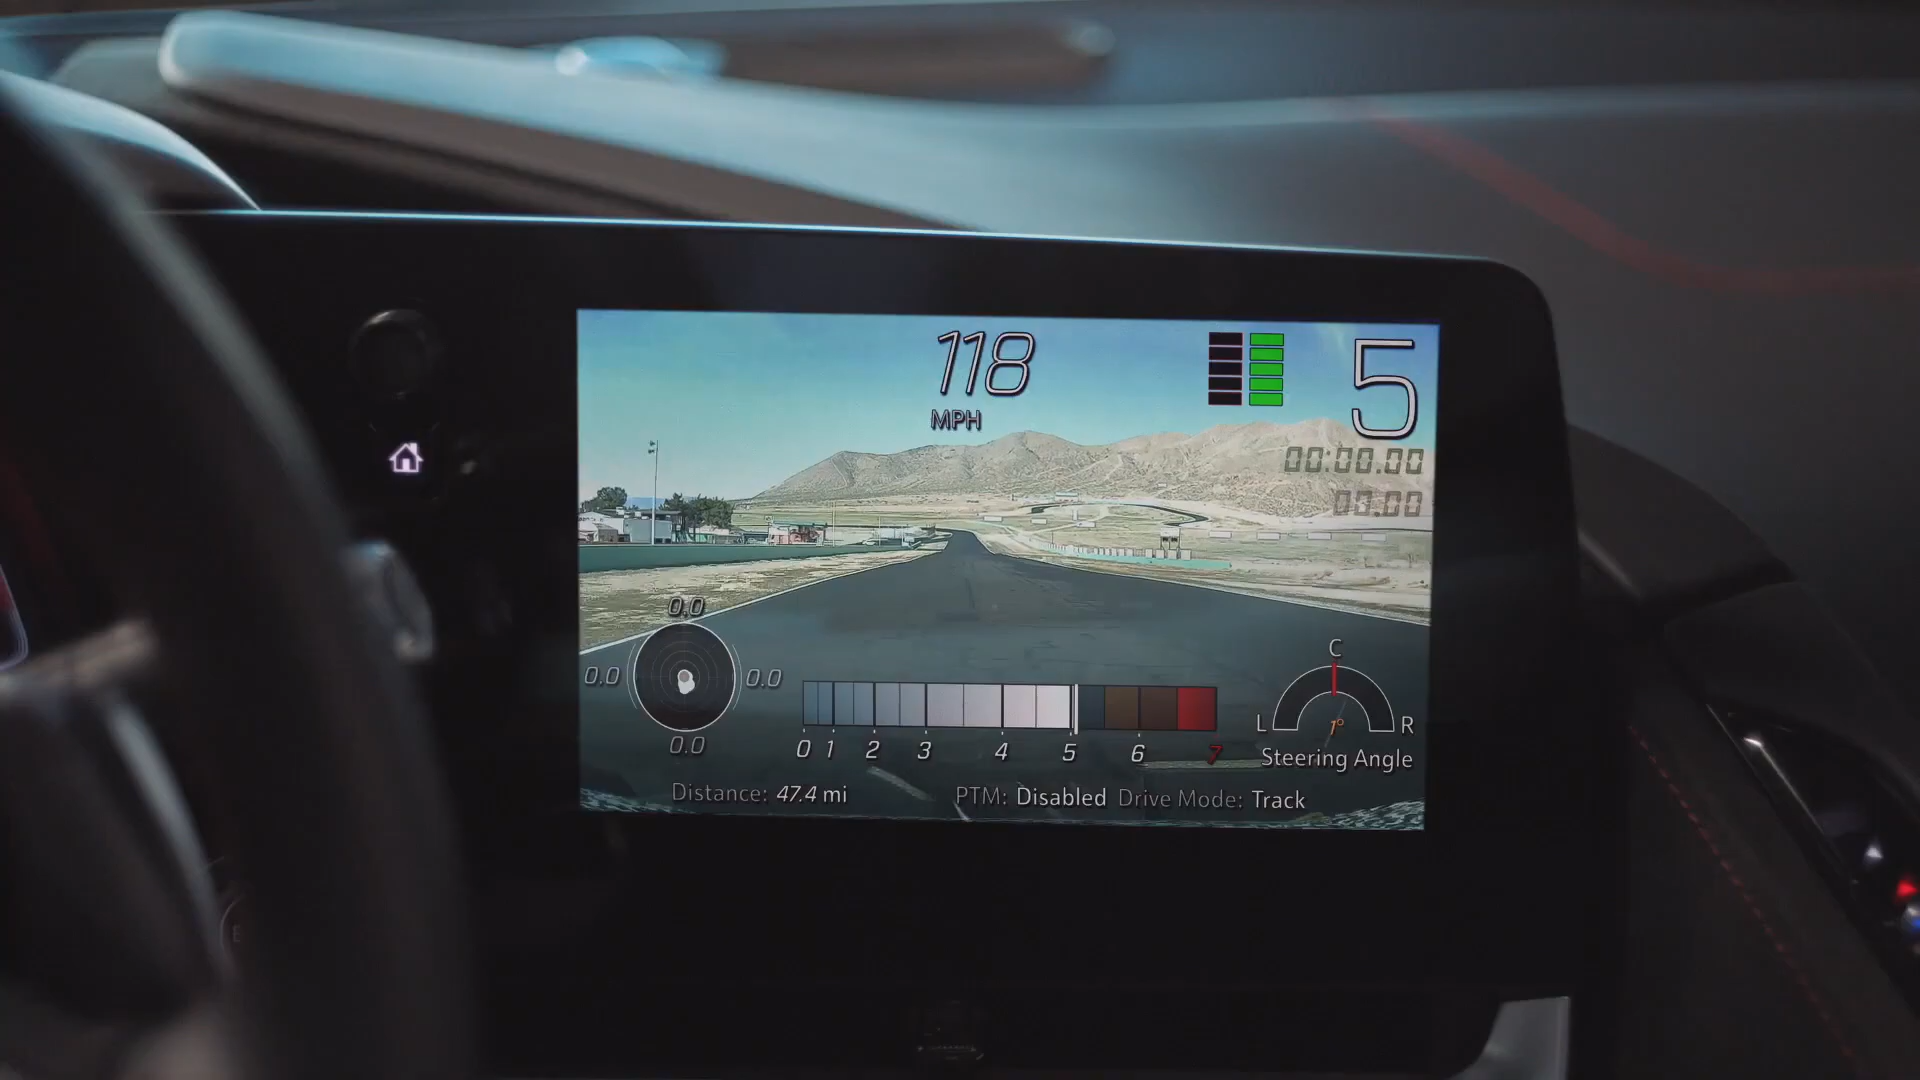 118
MPH
5
00:00.00
00.00
0.0
0.0 0.0
0.0
0 1 2 3 4 5 6 7
C
L R
1°
Steering Angle
Distance: 47.4 mi
PTM: Disabled Drive Mode: Track